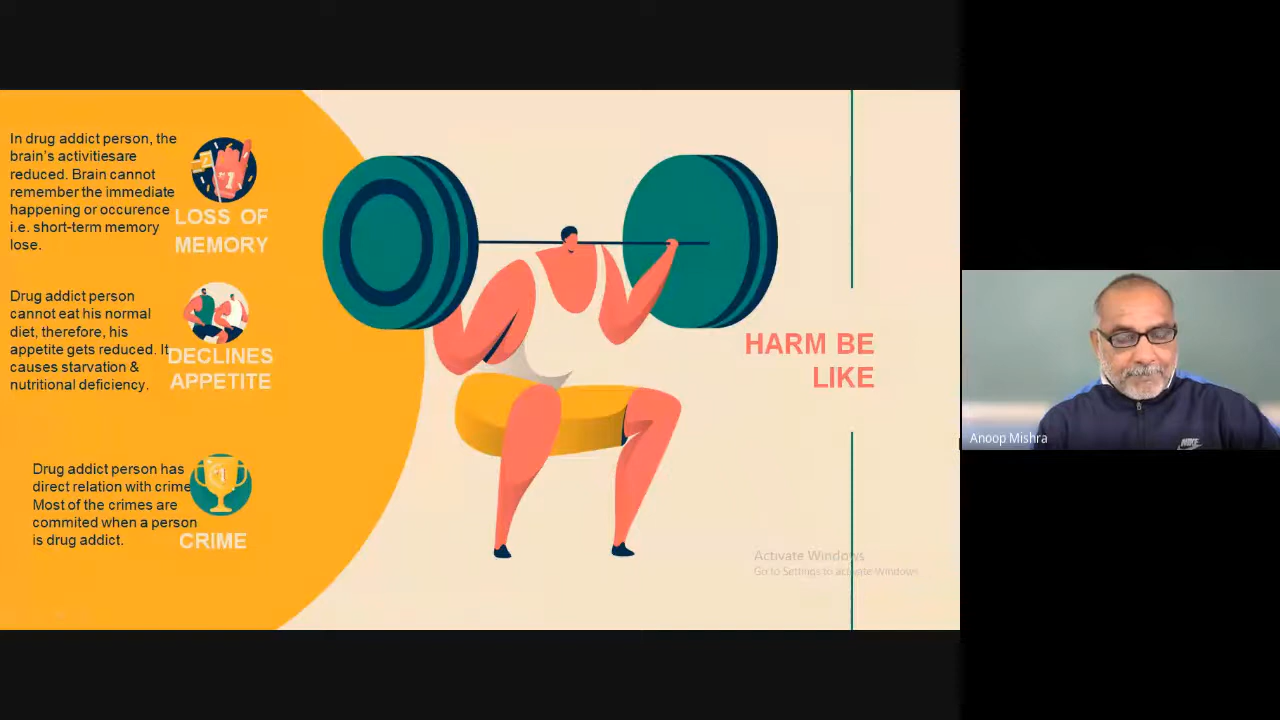 In drug addict person, the
brain's activitiesare
reduced. Brain cannot
remember the immediate
happening or occurence
i.e. short-term memory
lose.
#1
LOSS OF
MEMORY
Drug addict person
cannot eat his normal
diet, therefore, his
appetite gets reduced. It
causes starvation &
nutritional deficiency.
DECLINES
APPETITE
Drug addict person has
direct relation with crime
Most of the crimes are
commited when a person
is drug addict.
CRIME
HARM BE
LIKE
Activate Windows
Go to Settings to activate Windows
Anoop Mishra
NIKE